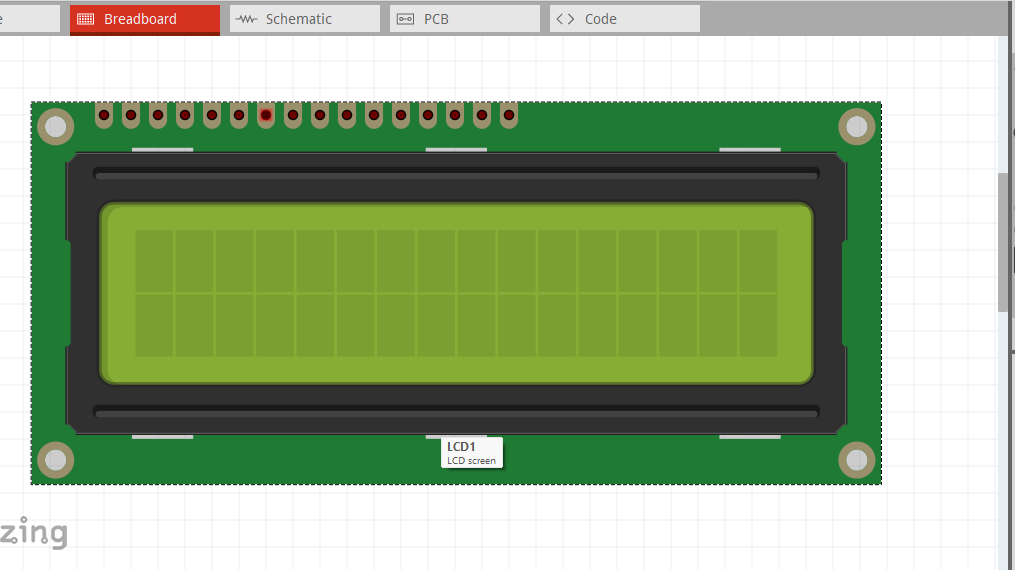 e
Breadboard
Schematic
PCB
Code
LCD1
LCD screen
zing